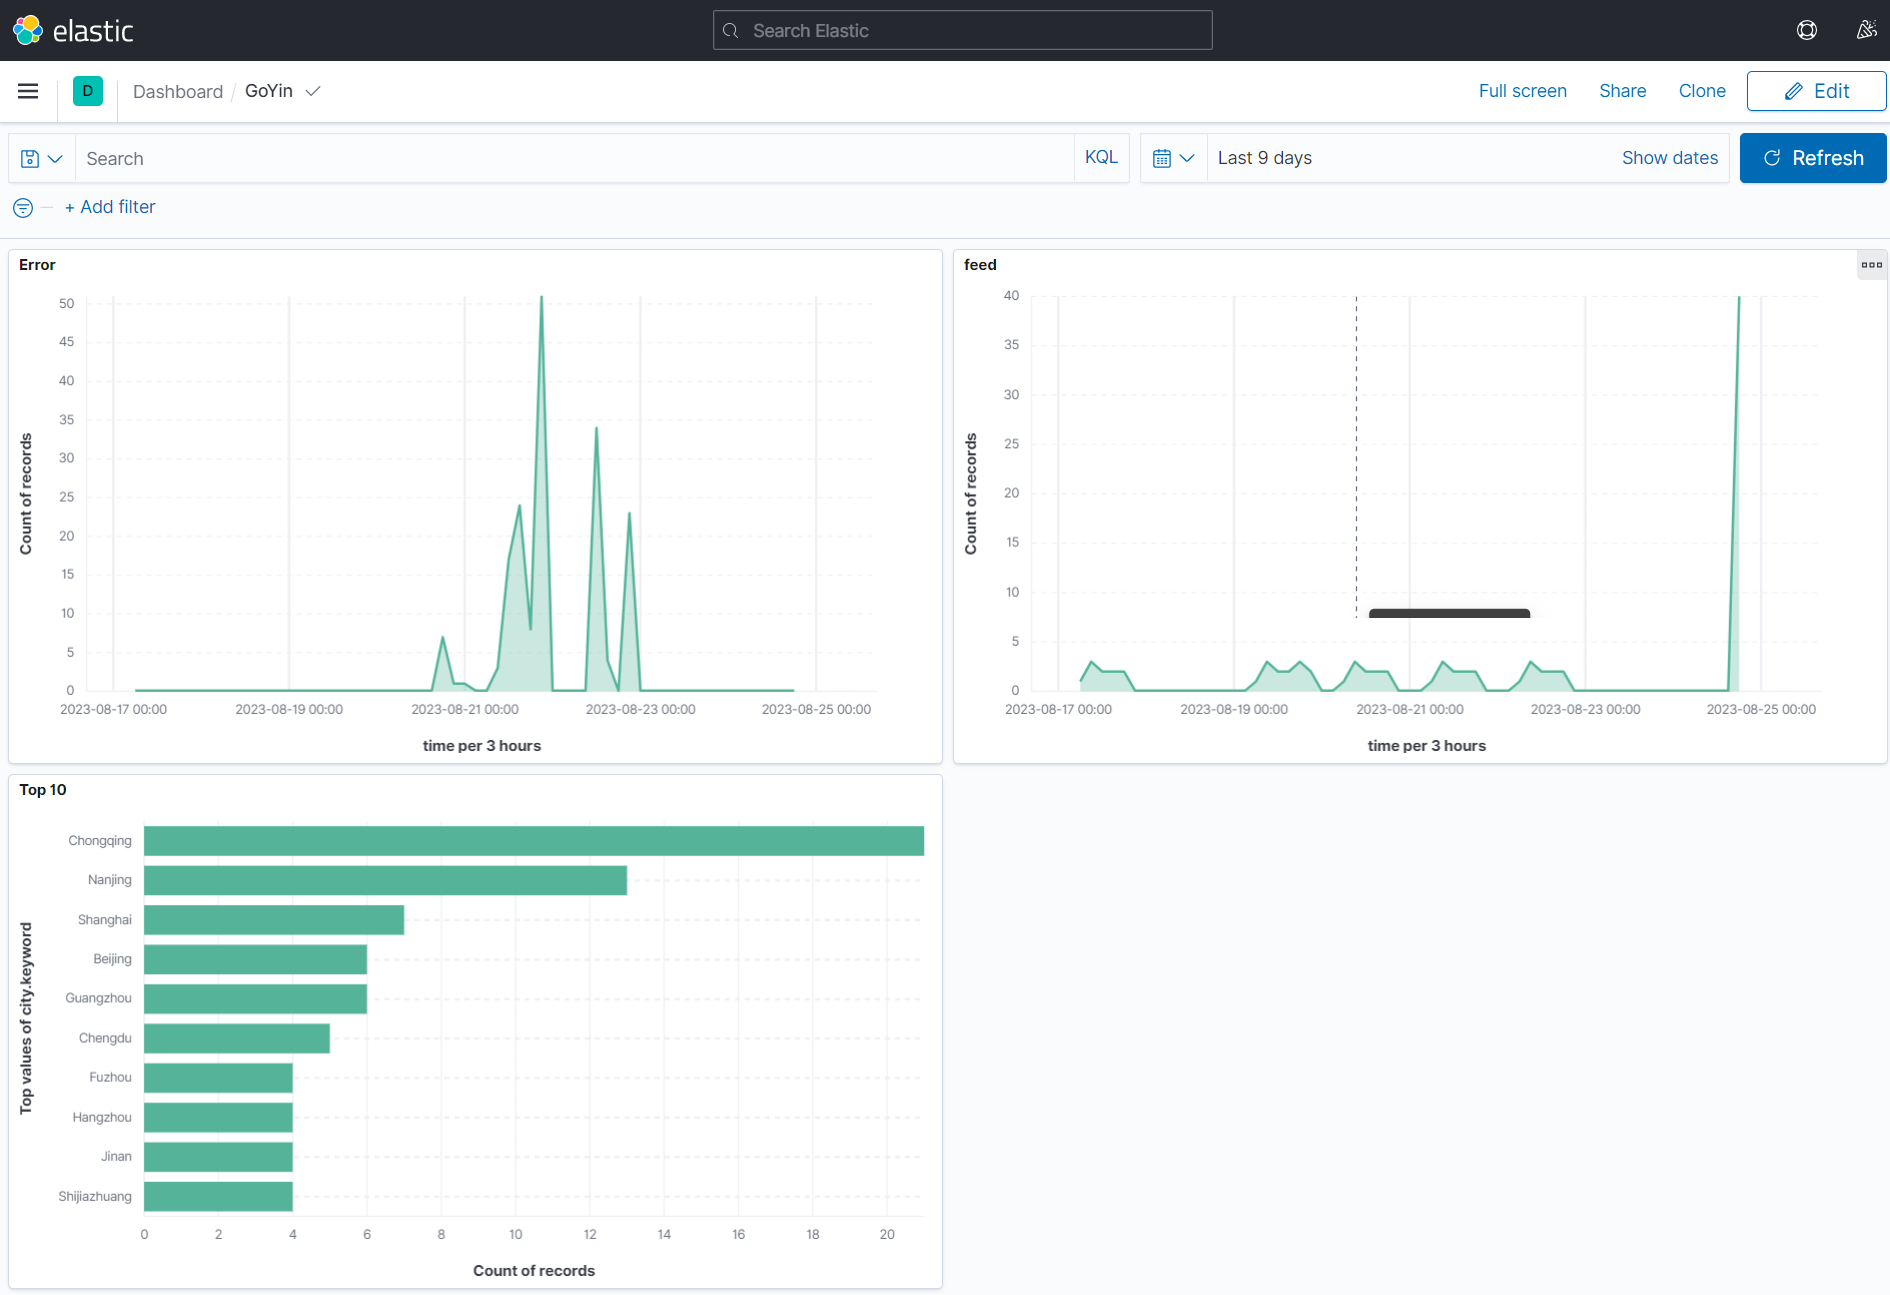 elastic
Search Elastic
D
Dashboard / GoYin
Full screen
Share
Clone
Edit
Search
KQL
Last 9 days
Show dates
Refresh
+ Add filter
Error
50
45
40
35
30
25
20
15
10
5
0
Count of records
2023-08-17 00:00
2023-08-19 00:00
2023-08-21 00:00
2023-08-23 00:00
2023-08-25 00:00
time per 3 hours
feed
40
35
30
25
20
15
10
5
0
Count of records
2023-08-17 00:00
2023-08-19 00:00
2023-08-21 00:00
2023-08-23 00:00
2023-08-25 00:00
time per 3 hours
Top 10
Top values of city.keyword
Chongqing
Nanjing
Shanghai
Beijing
Guangzhou
Chengdu
Fuzhou
Hangzhou
Jinan
Shijiazhuang
0
2
4
6
8
10
12
14
16
18
20
Count of records